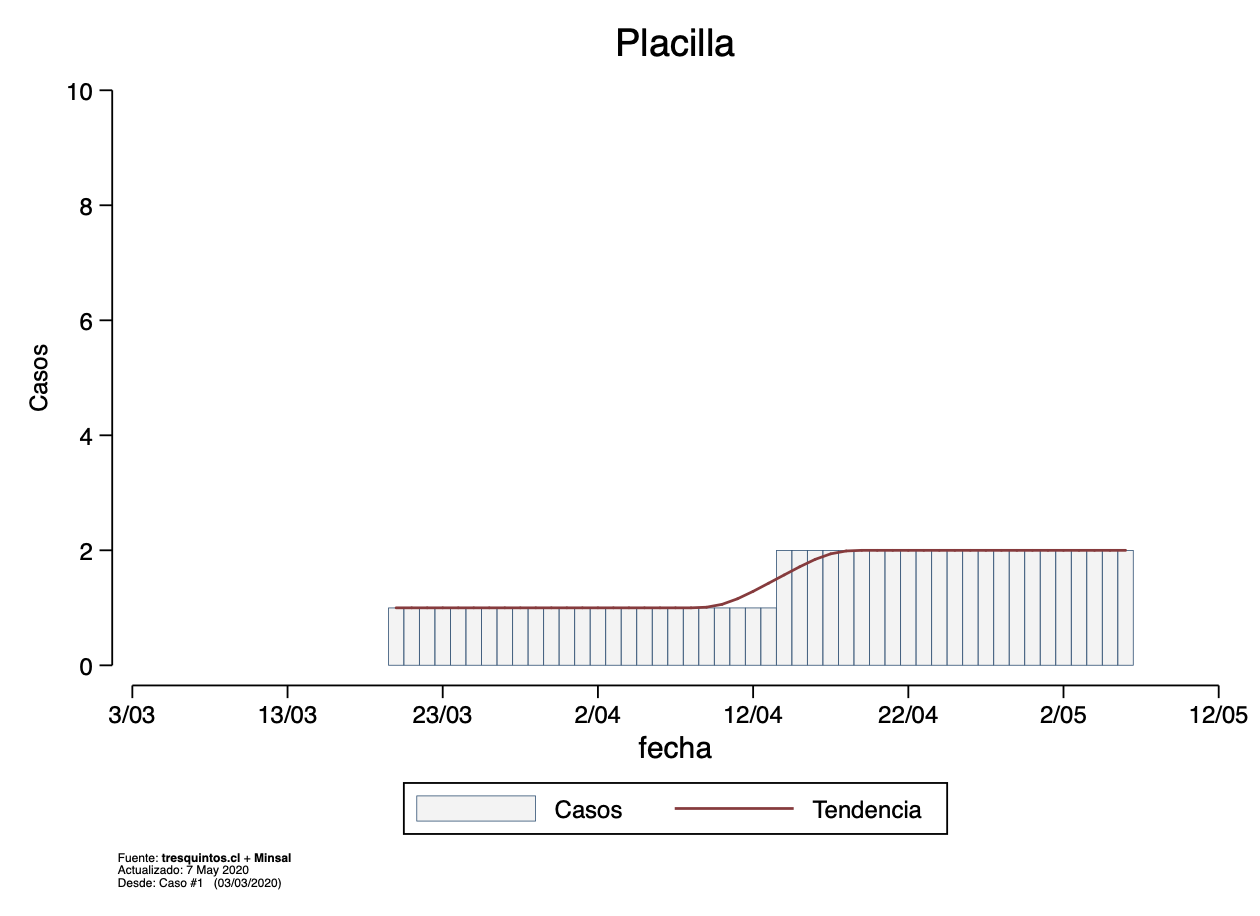 Placilla
10
8
6
4
2
0
Casos
3/03 13/03 23/03 2/04 12/04 22/04 2/05 12/05
fecha
Casos Tendencia
Fuente: tresquintos.cl + Minsal
Actualizado: 7 May 2020
Desde: Caso #1 (03/03/2020)